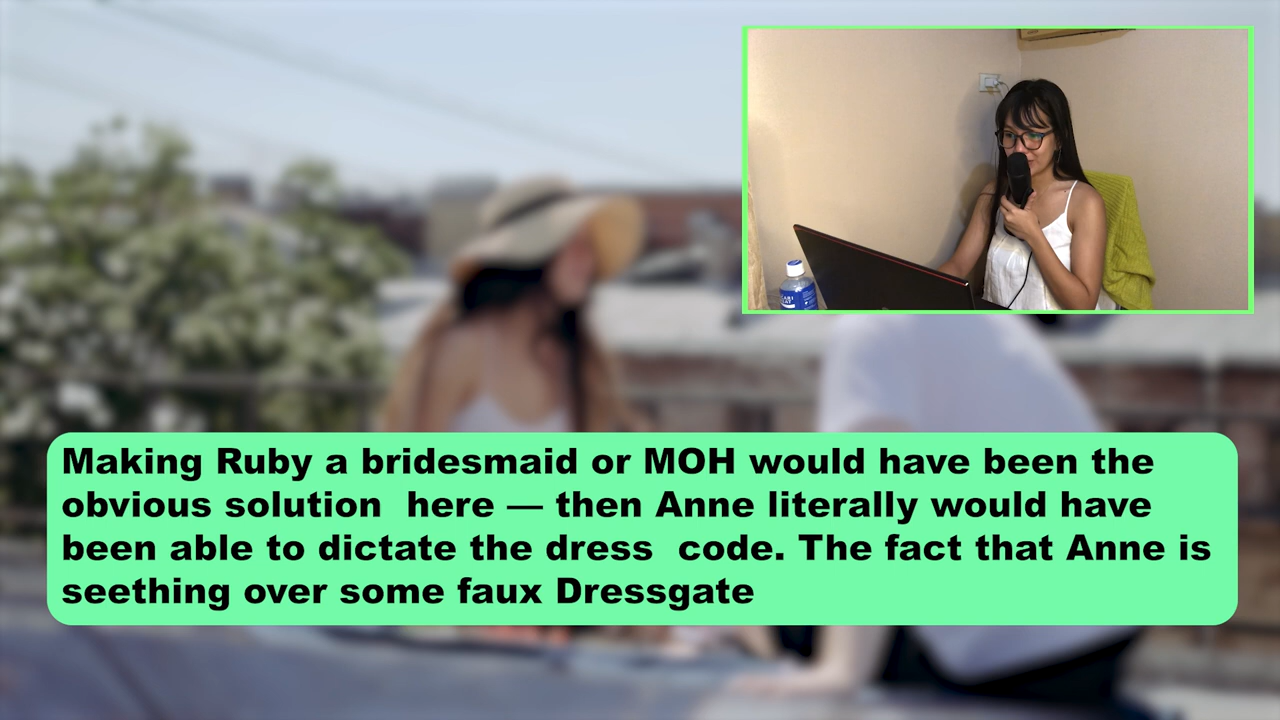 Making Ruby a bridesmaid or MOH would have been the
obvious solution  here — then Anne literally would have
been able to dictate the dress  code. The fact that Anne is
seething over some faux Dressgate